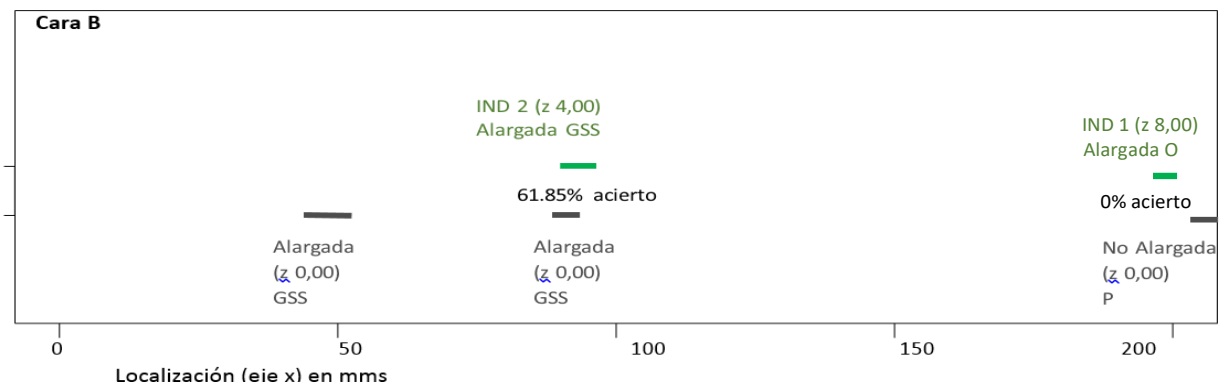 Cara B
IND 2 (z 4,00)
Alargada GSS
IND 1 (z 8,00)
Alargada O
61.85% acierto
0% acierto
Alargada
(z 0,00)
GSS
Alargada
(z 0,00)
GSS
No Alargada
(z 0,00)
P
0 50 100 150 200
Localización (eje x) en mms